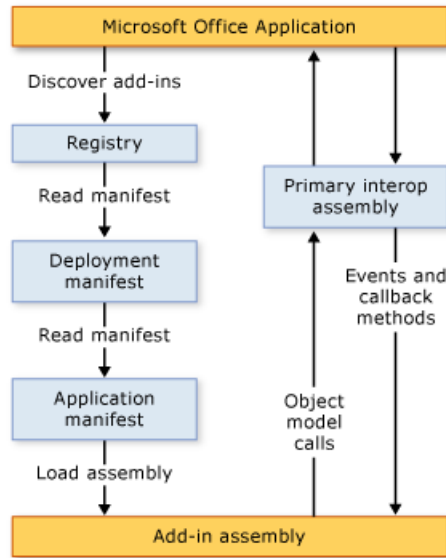 Microsoft Office Application
Discover add-ins
Registry
Read manifest
Deployment
manifest
Read manifest
Application
manifest
Load assembly
Primary interop
assembly
Events and
callback
methods
Object
model
calls
Add-in assembly